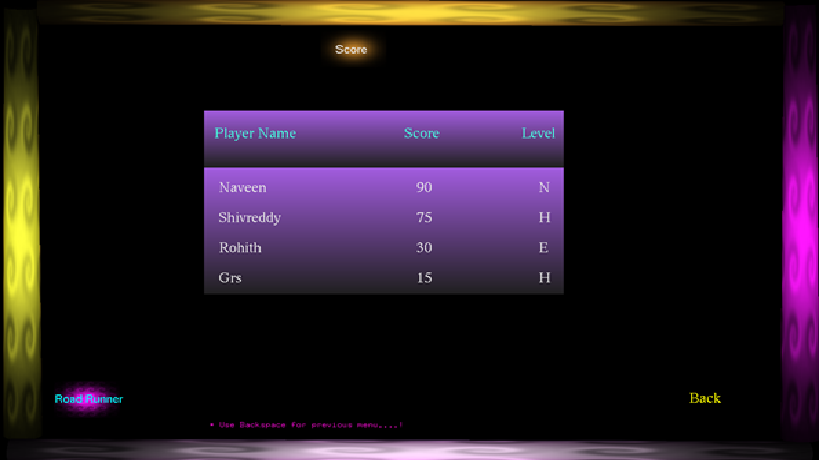 Score
Player Name Score Level
Naveen 90 N
Shivreddy 75 H
Rohith 30 E
Grs 15 H
Road Runner
Back
* Use Backspace for previous menu....!